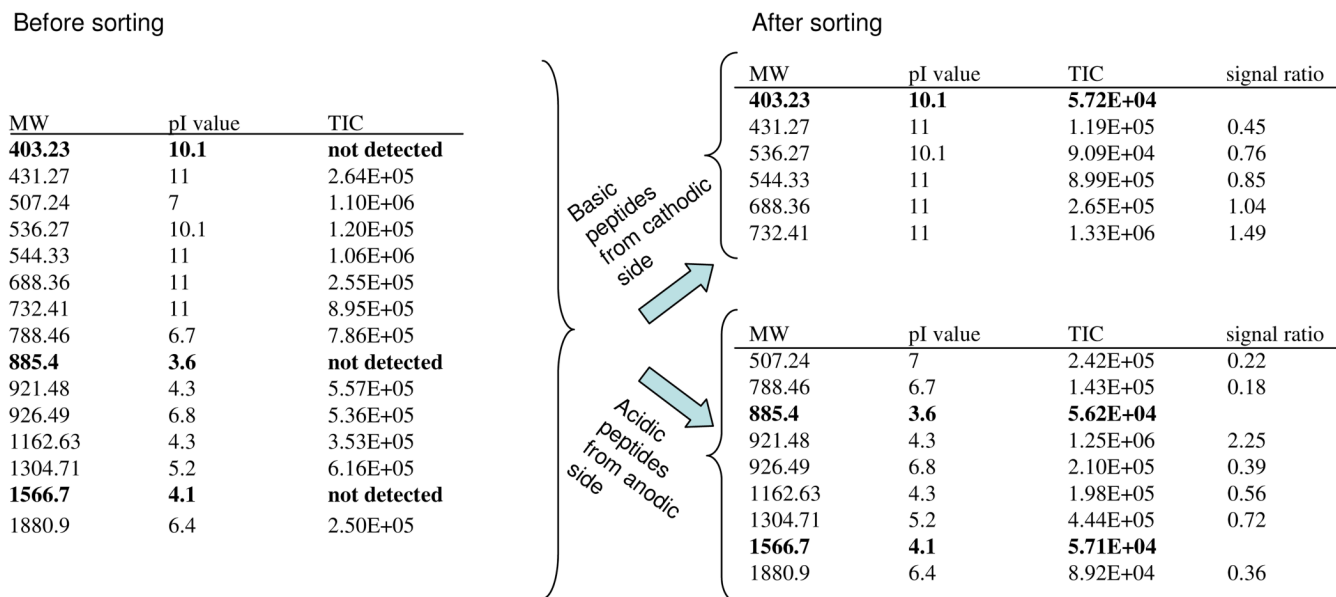 Before sorting
MW pI value TIC
403.23 10.1 not detected
431.27 11 2.64E+05
507.24 7 1.10E+06
536.27 10.1 1.20E+05
544.33 11 1.06E+06
688.36 11 2.55E+05
732.41 11 8.95E+05
788.46 6.7 7.86E+05
885.4 3.6 not detected
921.48 4.3 5.57E+05
926.49 6.8 5.36E+05
1162.63 4.3 3.53E+05
1304.71 5.2 6.16E+05
1566.7 4.1 not detected
1880.9 6.4 2.50E+05
Basic
peptides
from cathodic
side
Acidic
peptides
from anodic
side
After sorting
MW pI value TIC signal ratio
403.23 10.1 5.72E+04
431.27 11 1.19E+05 0.45
536.27 10.1 9.09E+04 0.76
544.33 11 8.99E+05 0.85
688.36 11 2.65E+05 1.04
732.41 11 1.33E+06 1.49
MW pI value TIC signal ratio
507.24 7 2.42E+05 0.22
788.46 6.7 1.43E+05 0.18
885.4 3.6 5.62E+04
921.48 4.3 1.25E+06 2.25
926.49 6.8 2.10E+05 0.39
1162.63 4.3 1.98E+05 0.56
1304.71 5.2 4.44E+05 0.72
1566.7 4.1 5.71E+04
1880.9 6.4 8.92E+04 0.36